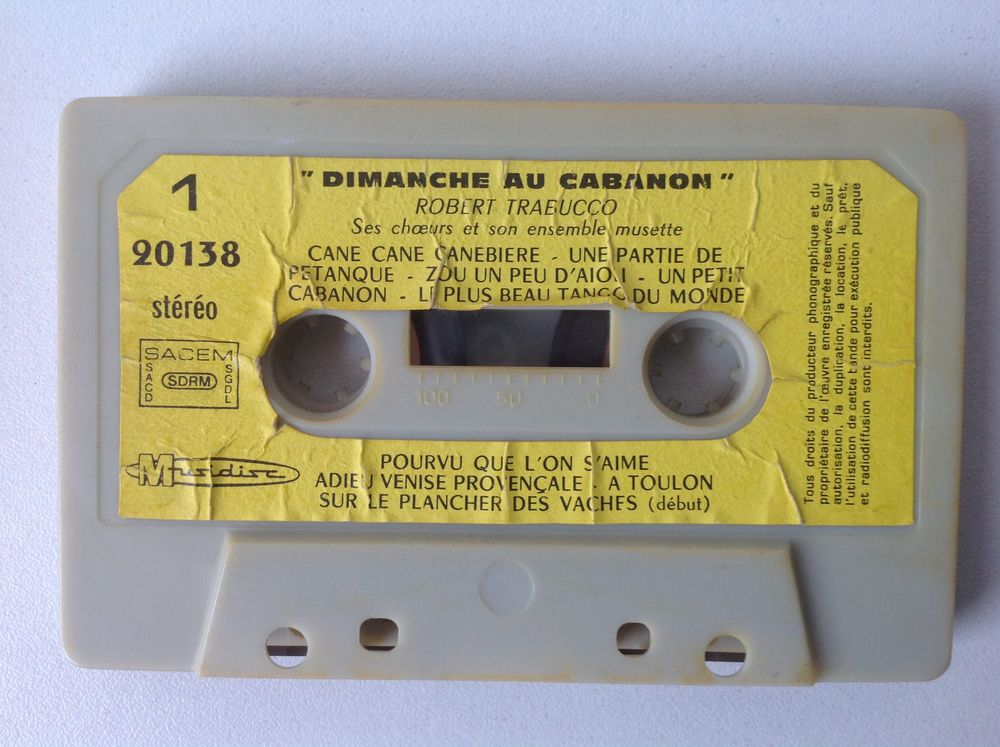 1
20138
stéréo
SACEM
SACD
SDRM
SGDL
Musidisc
"DIMANCHE AU CABANON"
ROBERT TRABUCCO
Ses chœurs et son ensemble musette
CANE CANE CANEBIERE - UNE PARTIE DE
PETANQUE - ZOU UN PEU D'AIOLI - UN PETIT
CABANON - LE PLUS BEAU TANGO DU MONDE
100 50 0
POURVU QUE L'ON S'AIME
ADIEU VENISE PROVENÇALE - A TOULON
SUR LE PLANCHER DES VACHES (début)
Tous droits du producteur phonographique et du
propriétaire de l'œuvre enregistrée réservés. Sauf
autorisation, la duplication, la location, le prêt,
l'utilisation de cette bande pour exécution publique
et radiodiffusion sont interdits.